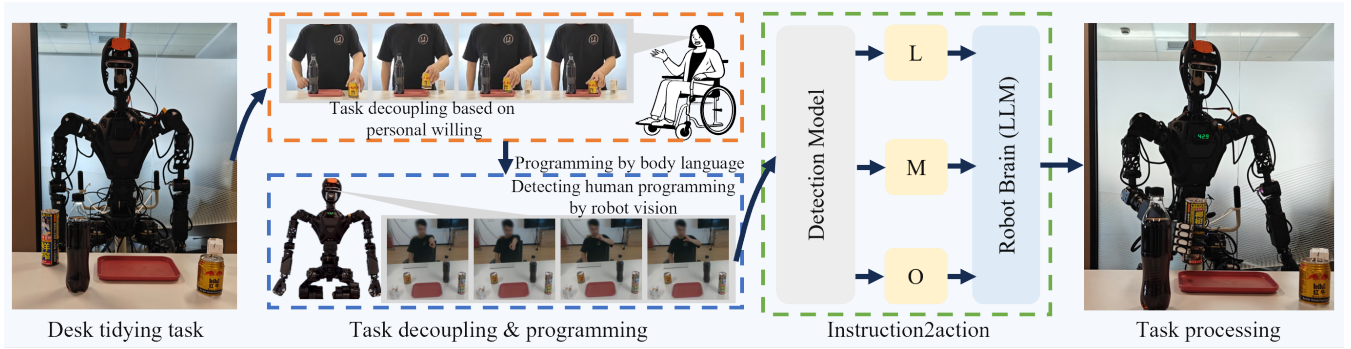 Task decoupling based on
personal willing
Programming by body language
Detecting human programming
by robot vision
Detection Model
L
M
O
Robot Brain (LLM)
Desk tidying task
Task decoupling & programming
Instruction2action
Task processing